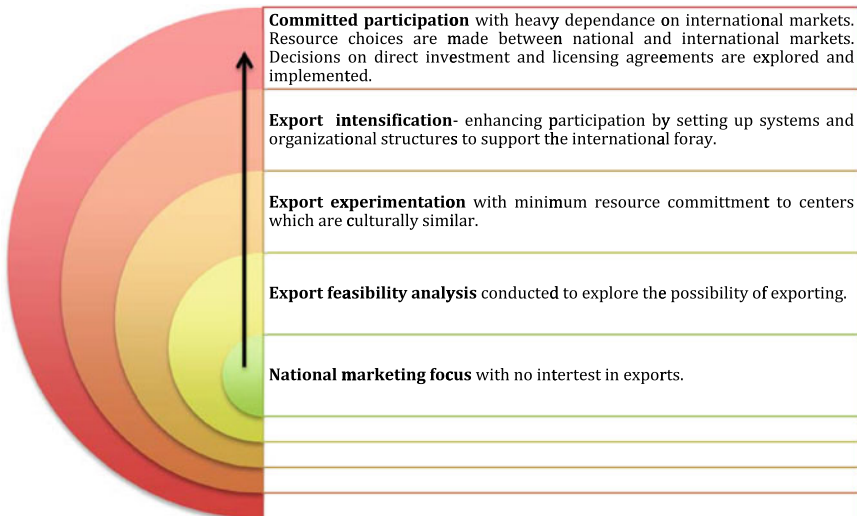 Committed participation with heavy dependance on international markets.
Resource choices are made between national and international markets.
Decisions on direct investment and licensing agreements are explored and
implemented.
Export intensification- enhancing participation by setting up systems and
organizational structures to support the international foray.
Export experimentation with minimum resource committment to centers
which are culturally similar.
Export feasibility analysis conducted to explore the possibility of exporting.
National marketing focus with no intertest in exports.